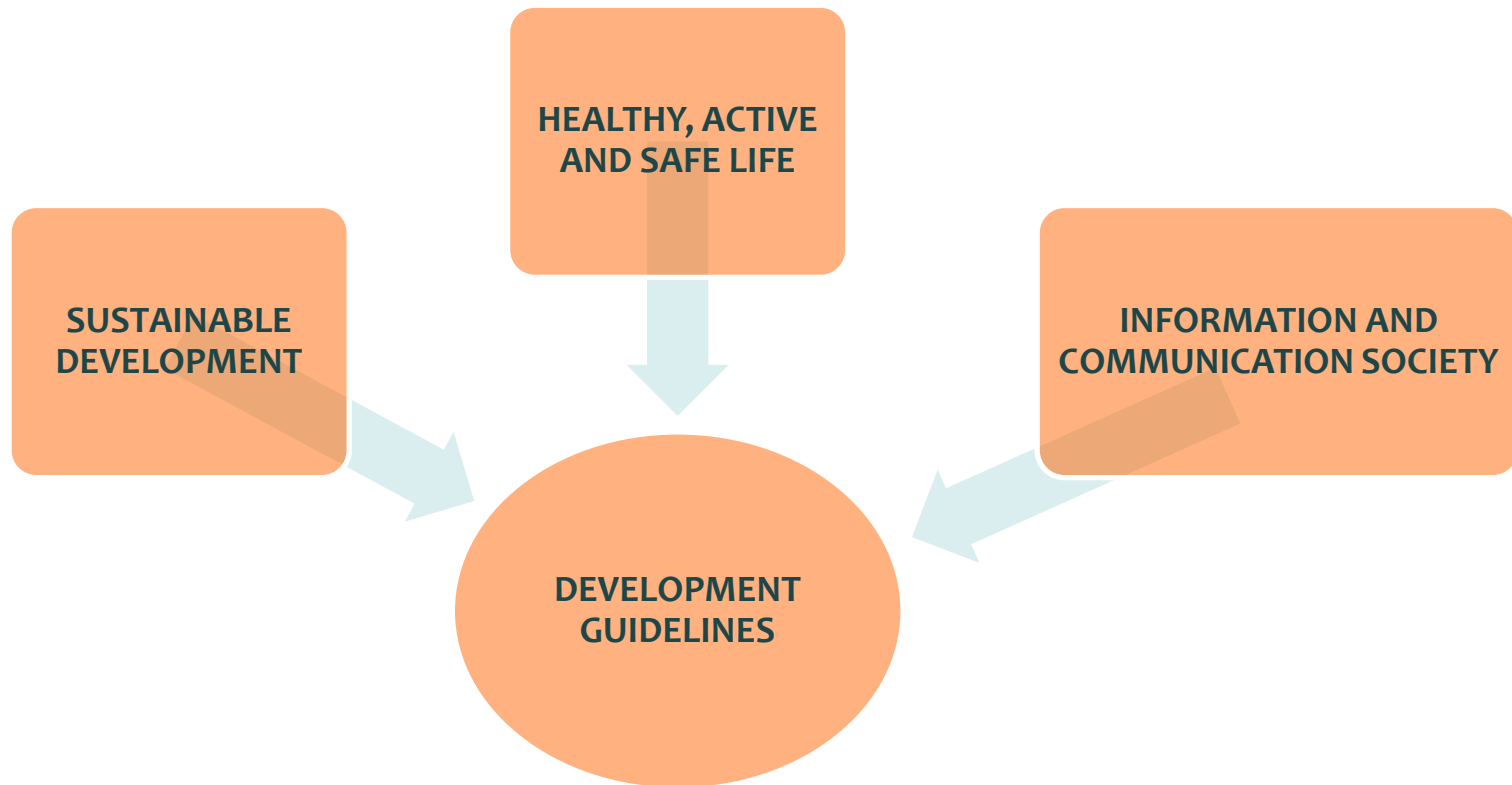 HEALTHY, ACTIVE
AND SAFE LIFE
SUSTAINABLE
DEVELOPMENT
INFORMATION AND
COMMUNICATION SOCIETY
DEVELOPMENT
GUIDELINES